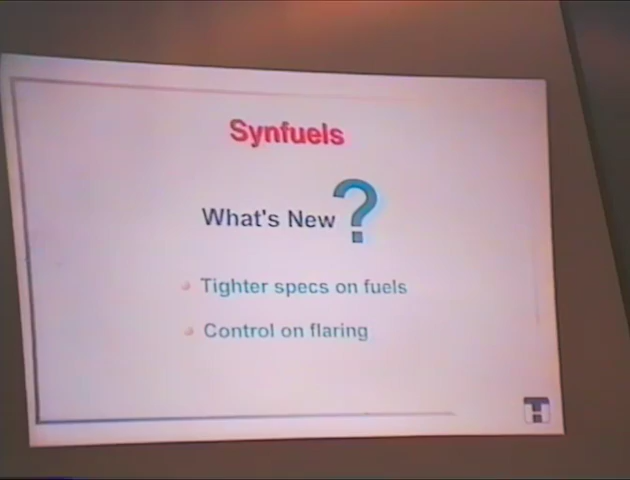 Synfuels
What's New?
Tighter specs on fuels
Control on flaring